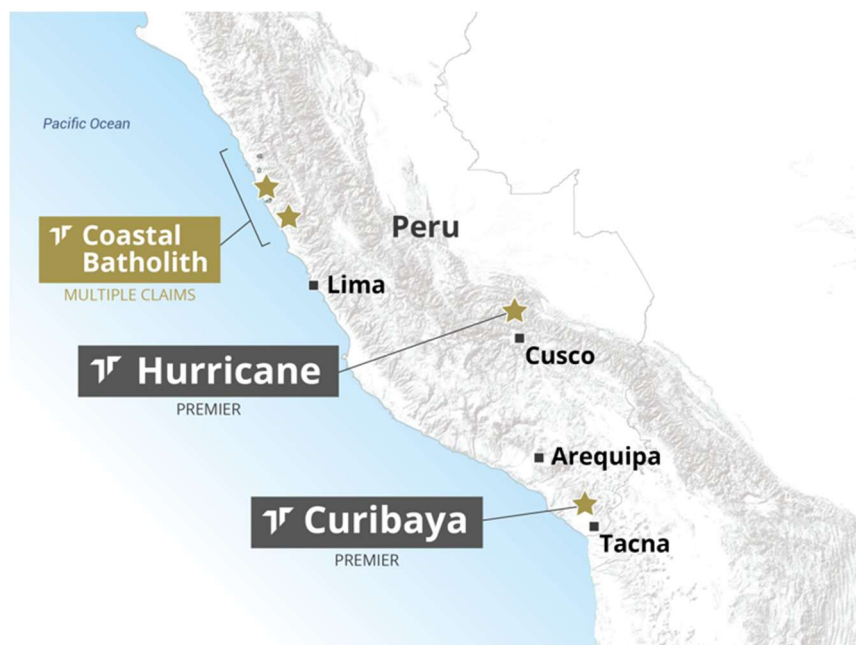 Pacific Ocean
Coastal
Batholith
MULTIPLE CLAIMS
Peru
Lima
Hurricane
PREMIER
Cusco
Arequipa
Curibaya
PREMIER
Tacna